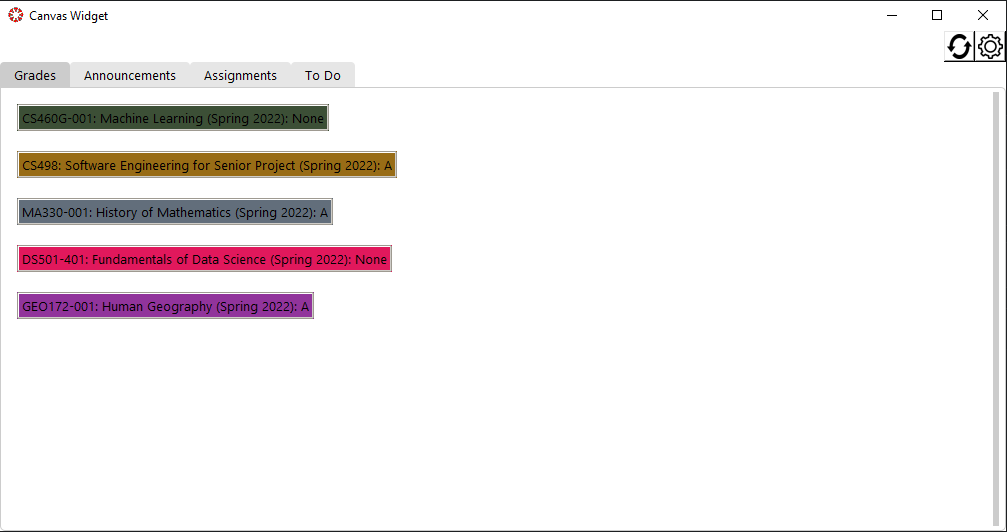 Canvas Widget
Grades Announcements Assignments To Do
CS460G-001: Machine Learning (Spring 2022): None
CS498: Software Engineering for Senior Project (Spring 2022): A
MA330-001: History of Mathematics (Spring 2022): A
DS501-401: Fundamentals of Data Science (Spring 2022): None
GEO172-001: Human Geography (Spring 2022): A